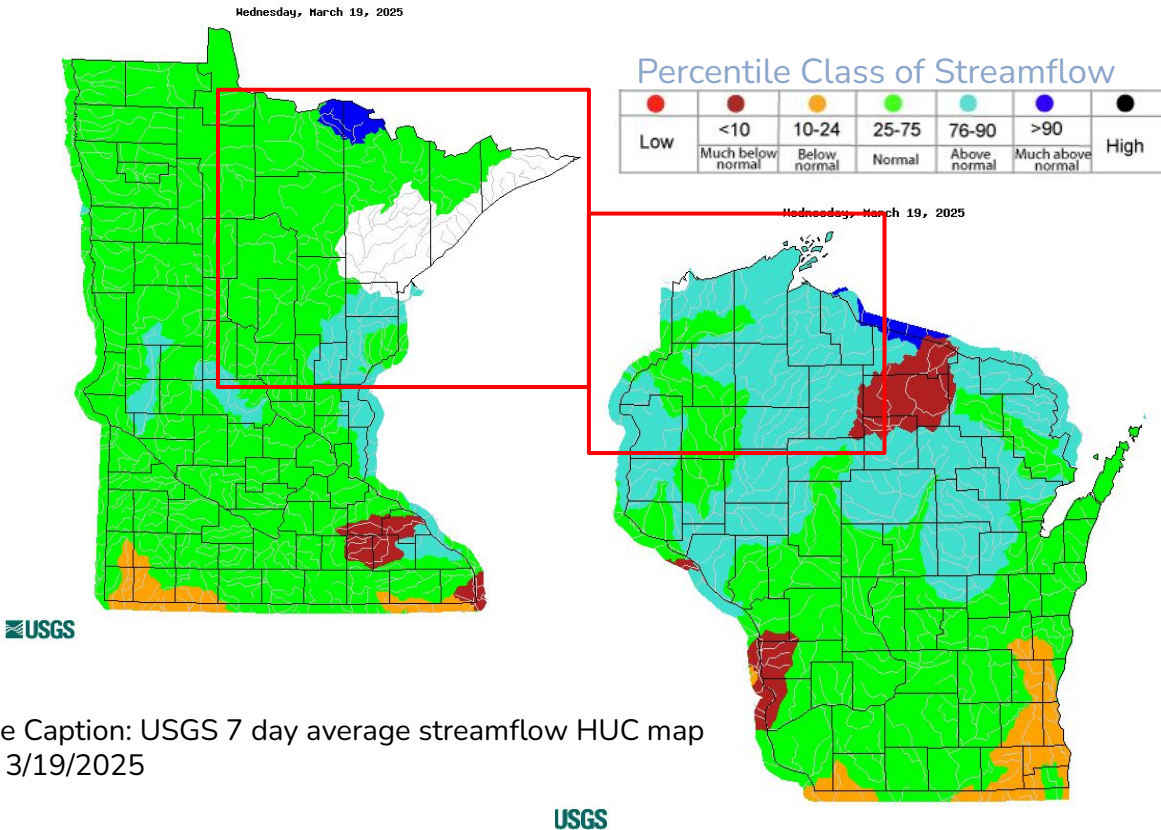 Wednesday, March 19, 2025
Percentile Class of Streamflow
Low
<10
10-24
25-75
76-90
>90
High
Much below normal
Below normal
Normal
Above normal
Much above normal
Wednesday, March 19, 2025
USGS
e Caption: USGS 7 day average streamflow HUC map
3/19/2025
USGS